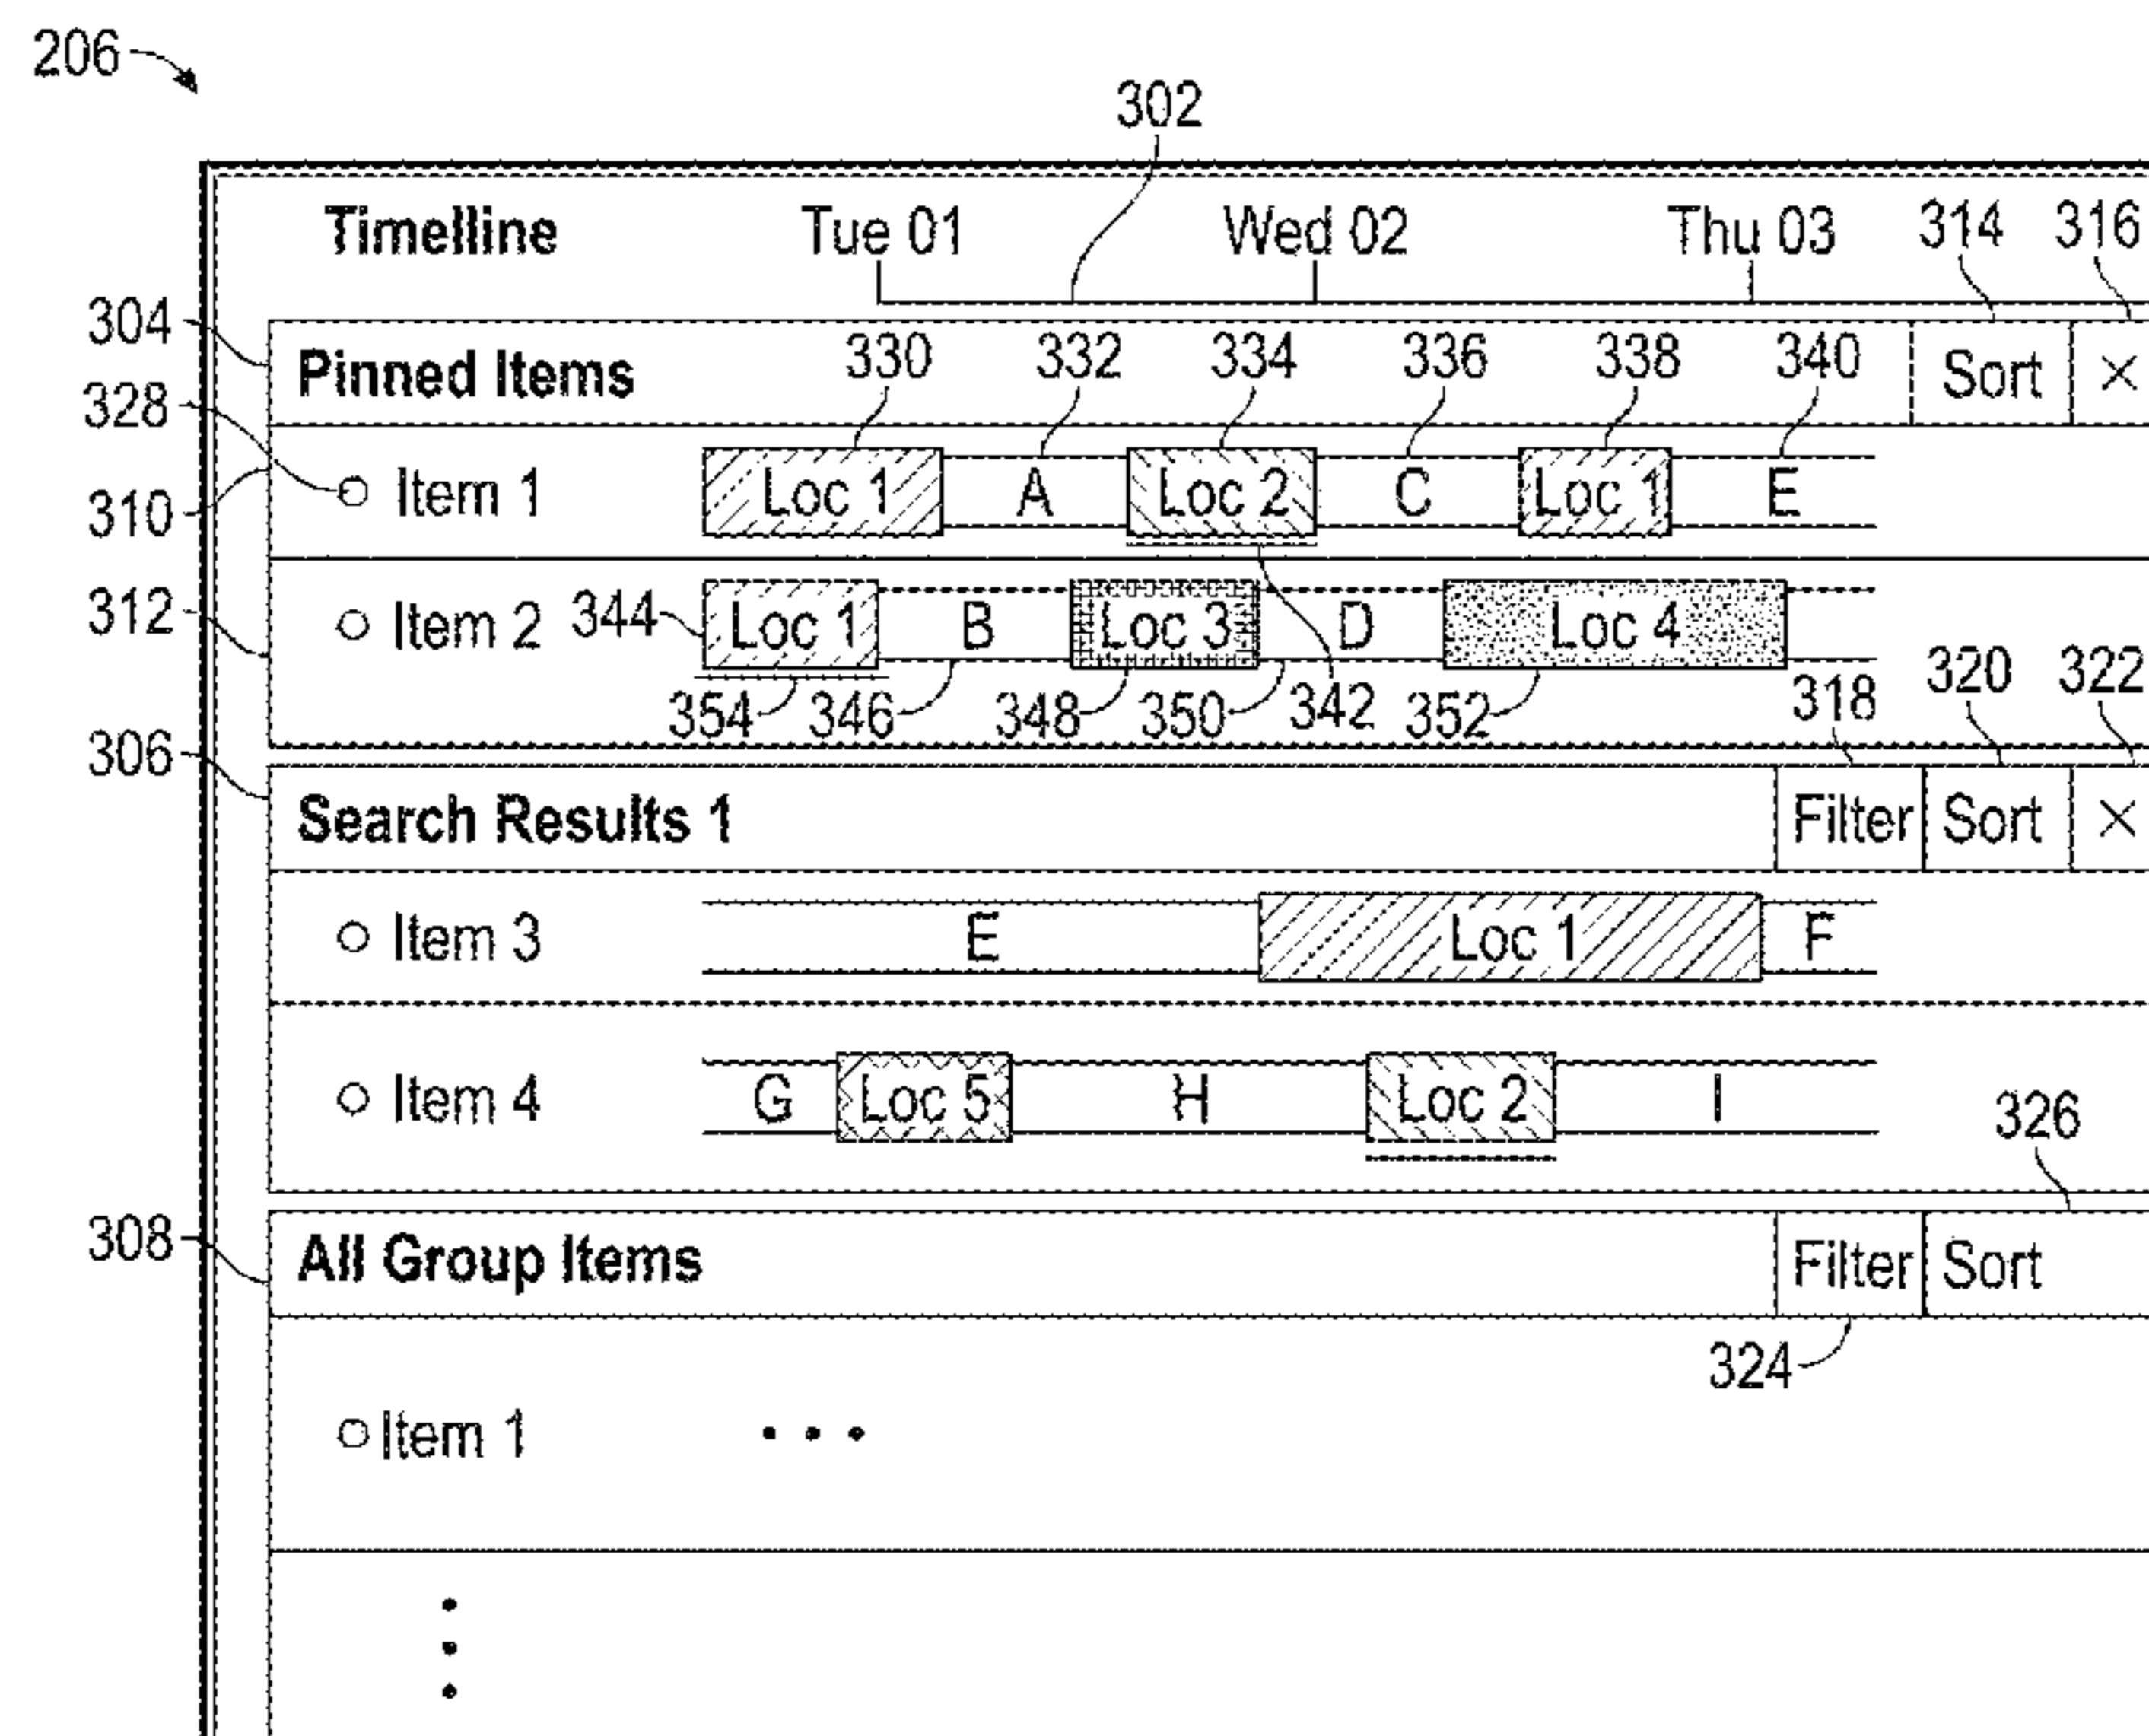 206
302
Timelline Tue 01 Wed 02 Thu 03 314 316
304 Pinned Items 330 332 334 336 338 340 Sort ×
328
310 Item 1 Loc 1 A Loc 2 C Loc 1 E
312 Item 2 344 Loc 1 B Loc 3 D Loc 4
354 346 348 350 342 352 318 320 322
306
Search Results 1 Filter Sort ×
Item 3 E Loc 1 F
Item 4 G Loc 5 H Loc 2 I
326
308 All Group Items Filter Sort
324
Item 1 • • •